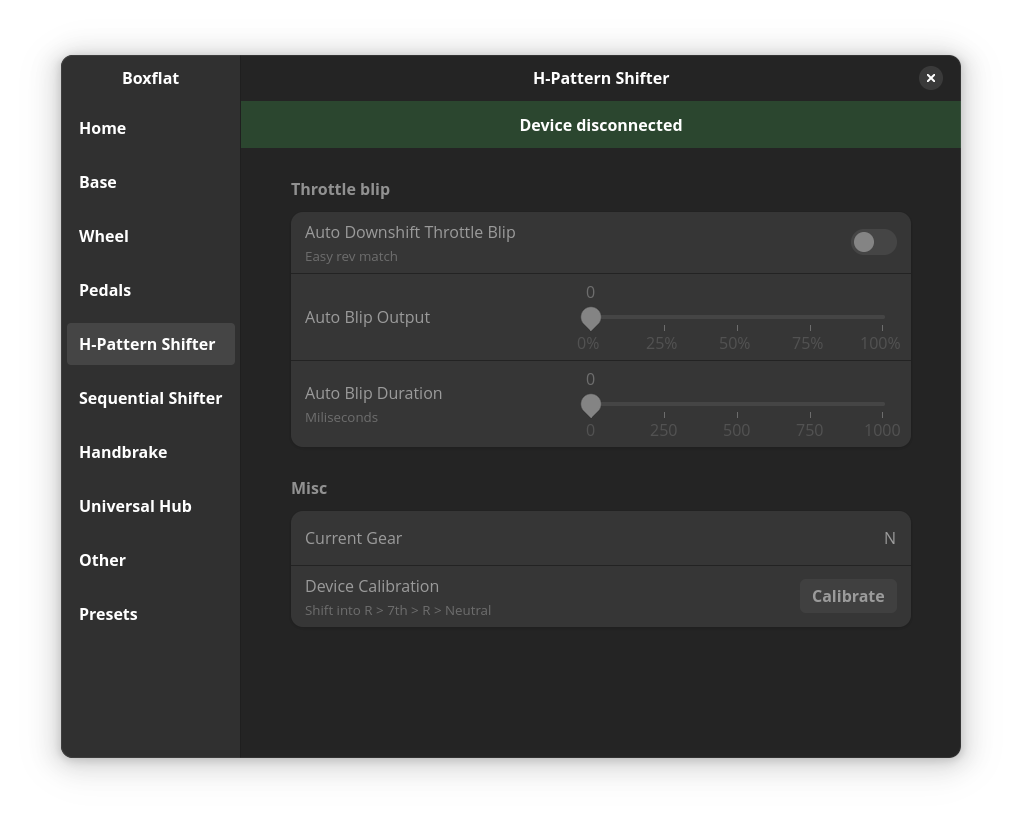 Boxflat
H-Pattern Shifter
Home
Base
Wheel
Pedals
H-Pattern Shifter
Sequential Shifter
Handbrake
Universal Hub
Other
Presets
Device disconnected
Throttle blip
Auto Downshift Throttle Blip
Easy rev match
0
Auto Blip Output
0% 25% 50% 75% 100%
0
Auto Blip Duration
Miliseconds
0 250 500 750 1000
Misc
Current Gear N
Device Calibration
Shift into R > 7th > R > Neutral
Calibrate